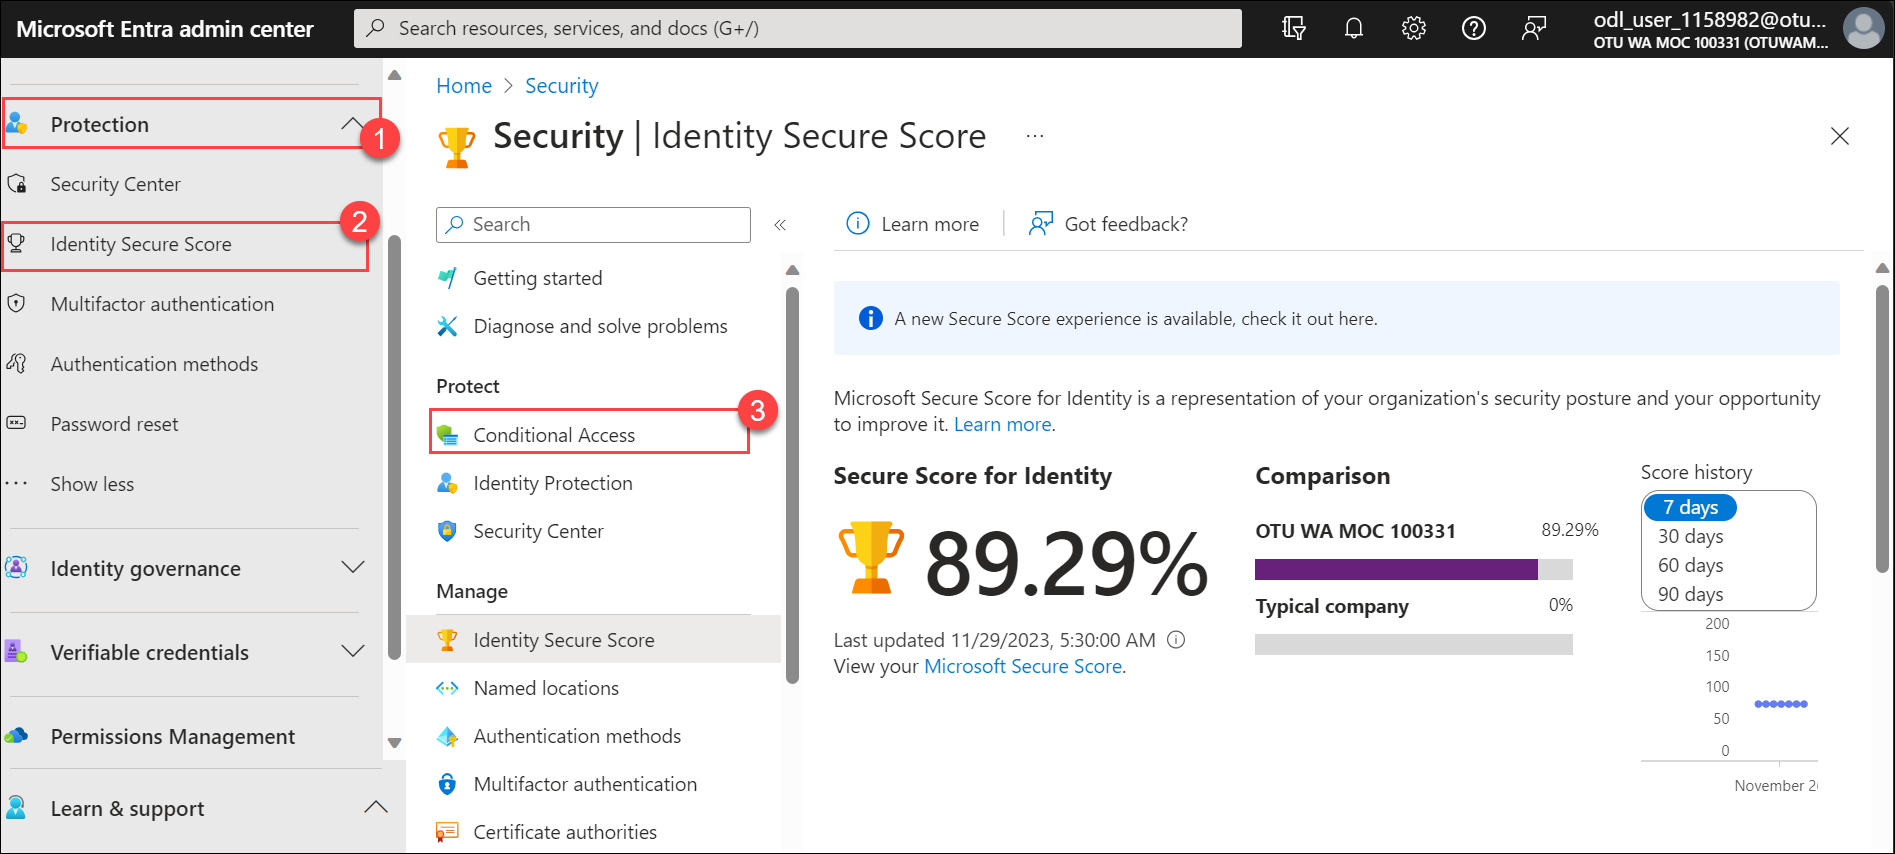 Microsoft Entra admin center
Search resources, services, and docs (G+/)
odl_user_1158982@otu...
OTU WA MOC 100331 (OTUWAM...
Protection
1
Security Center
2
Identity Secure Score
Multifactor authentication
Authentication methods
Password reset
Show less
Identity governance
Verifiable credentials
Permissions Management
Learn & support
Home > Security
Security | Identity Secure Score ...
Search
«
Getting started
Diagnose and solve problems
Protect
3
Conditional Access
Identity Protection
Security Center
Manage
Identity Secure Score
Named locations
Authentication methods
Multifactor authentication
Certificate authorities
Learn more
Got feedback?
A new Secure Score experience is available, check it out here.
Microsoft Secure Score for Identity is a representation of your organization's security posture and your opportunity
to improve it. Learn more.
Secure Score for Identity
89.29%
Last updated 11/29/2023, 5:30:00 AM
View your Microsoft Secure Score.
Comparison
OTU WA MOC 100331 89.29%
Typical company 0%
Score history
7 days
30 days
60 days
90 days
200
150
100
50
0
November